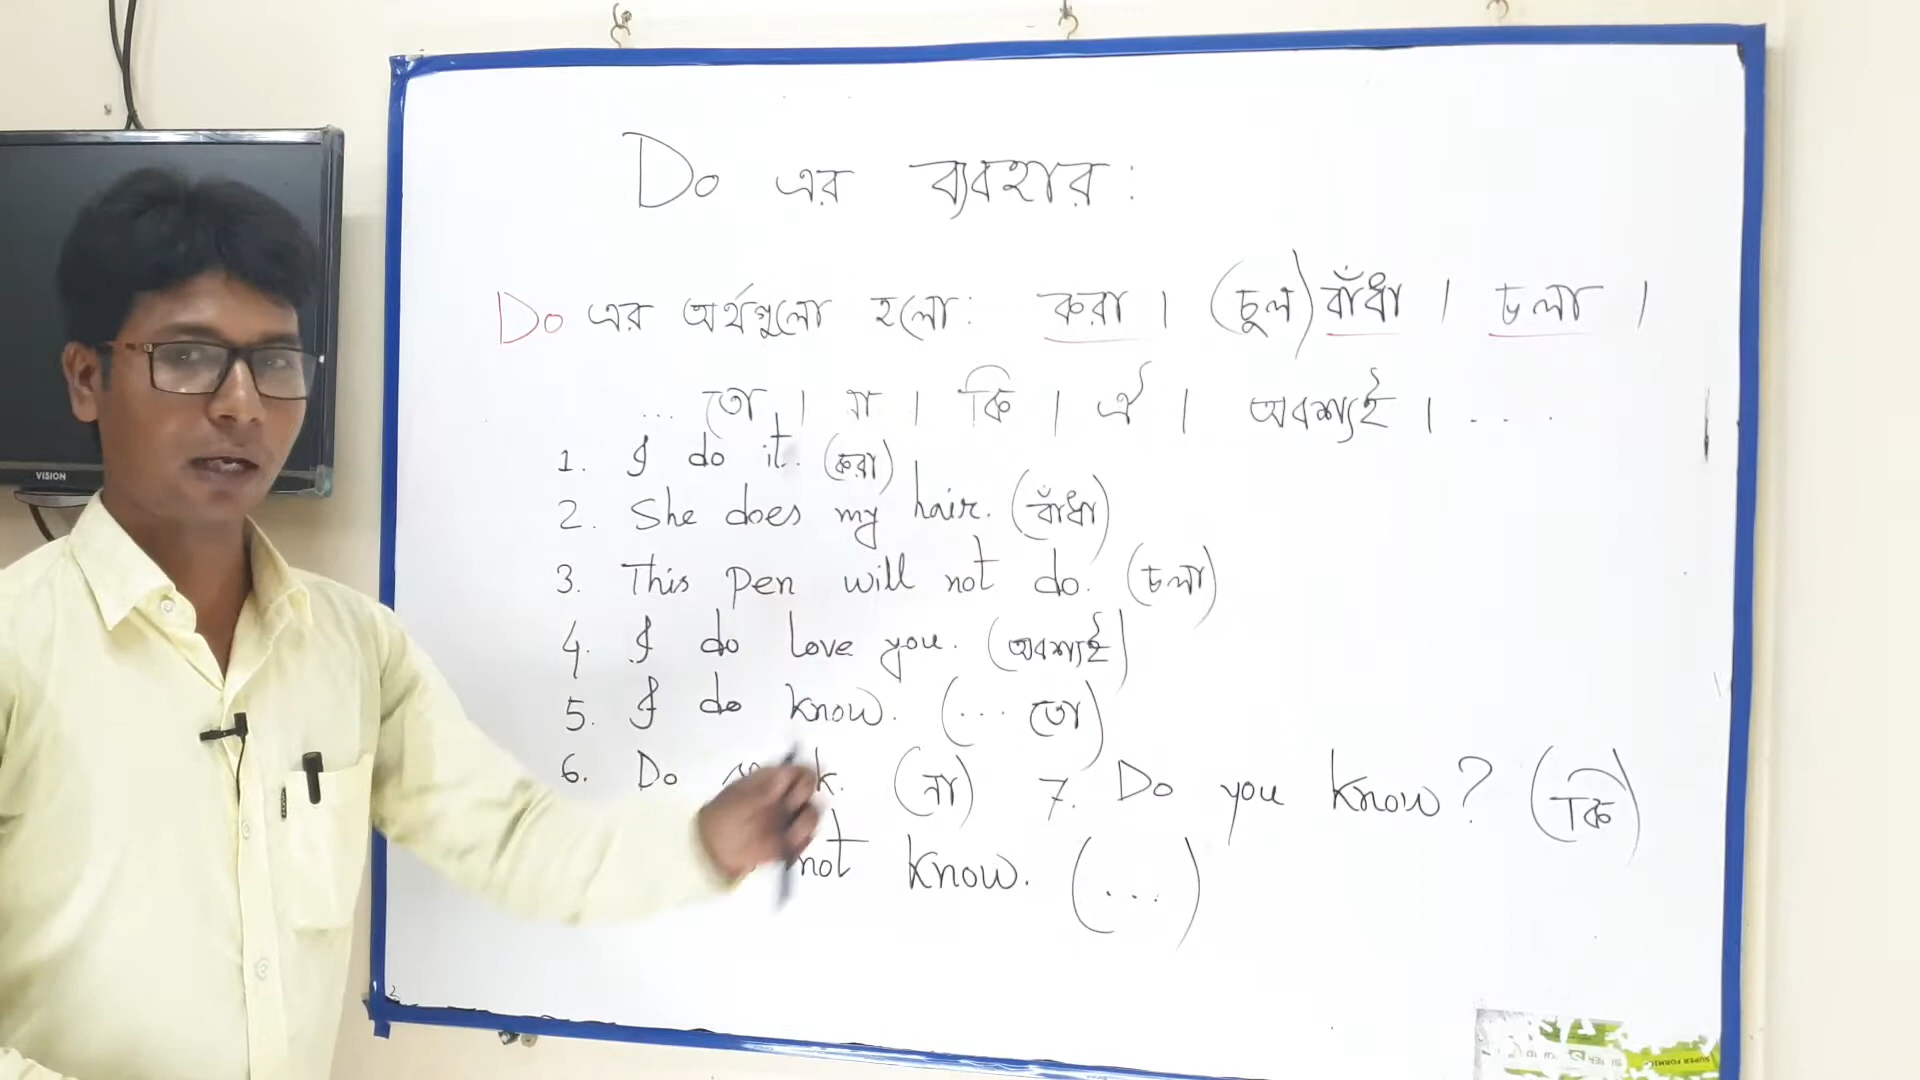 Do এর ব্যবহার:
Do এর অর্থগুলো হলো: করা । (চুল) বাঁধা । চলা ।
... তো । না । কি । ঐ । অবশ্যই । ....
1. I do it. (করা)
2. She does my hair. (বাঁধা)
3. This pen will not do. (চলা)
4. I do love you. (অবশ্যই)
5. I do know. (... তো)
6. Do (না) 7. Do you know? (কি)
not know. (...)
VISION